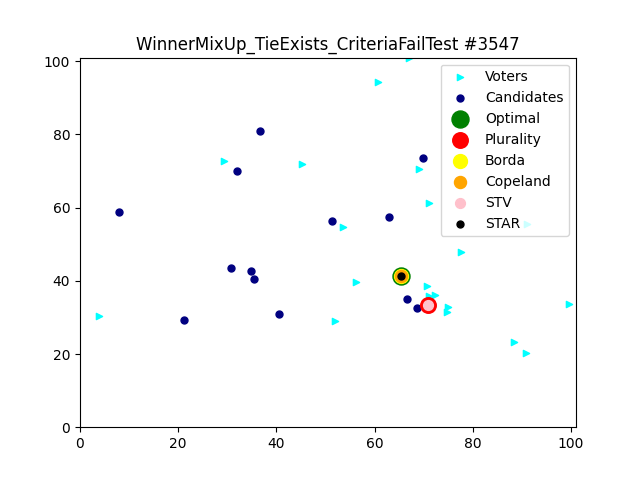 WinnerMixUp_TieExists_CriteriaFailTest #3547
100
80
60
40
20
0
0
20
40
60
80
100
Voters
Candidates
Optimal
Plurality
Borda
Copeland
STV
STAR